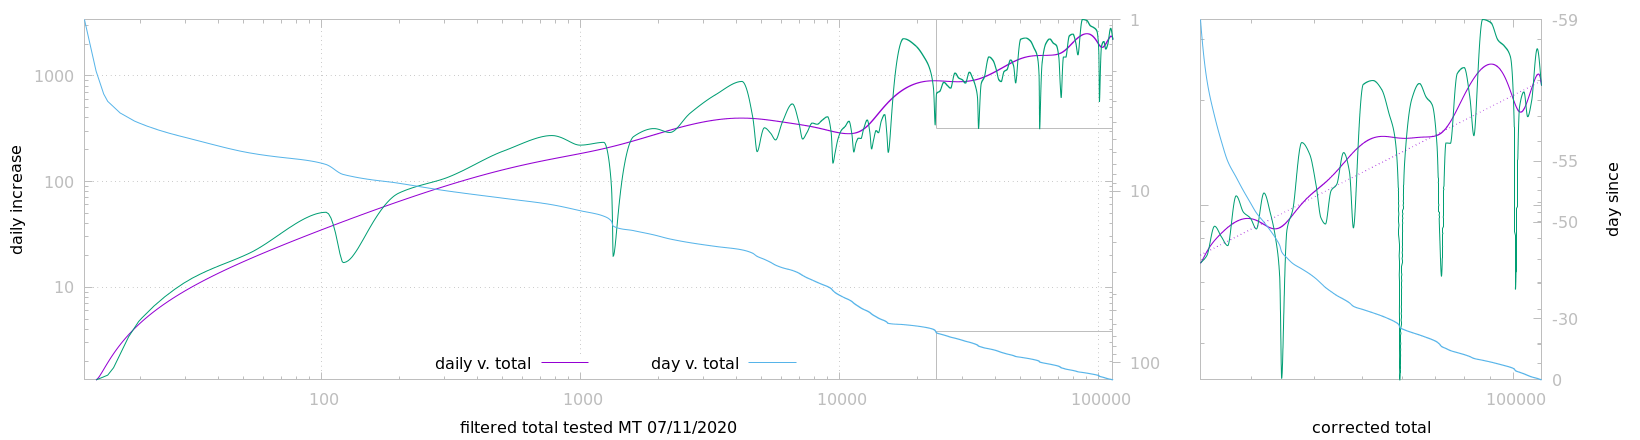 daily increase
1000
100
10
100
1000
10000
100000
1
10
100
daily v. total
day v. total
filtered total tested MT 07/11/2020
-59
-55
-50
-30
0
day since
100000
corrected total